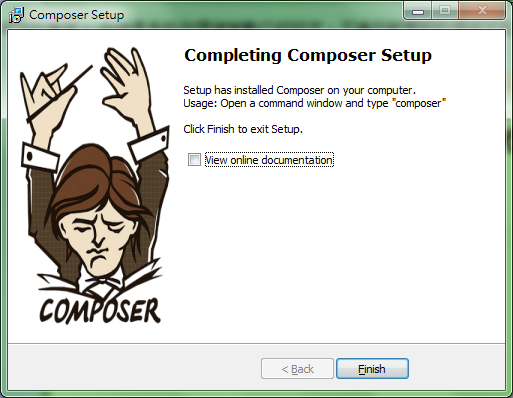 Composer Setup
Completing Composer Setup
Setup has installed Composer on your computer.
Usage: Open a command window and type "composer"
Click Finish to exit Setup.
View online documentation
COMPOSER
< Back
Finish